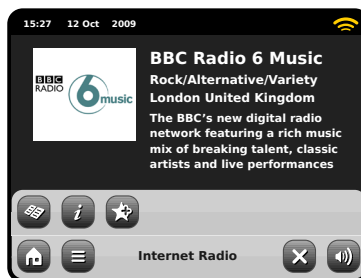 15:27 12 Oct 2009
BBC Radio 6 Music
BBC
RADIO 6 music
Rock/Alternative/Variety
London United Kingdom
The BBC's new digital radio
network featuring a rich music
mix of breaking talent, classic
artists and live performances
i
Internet Radio